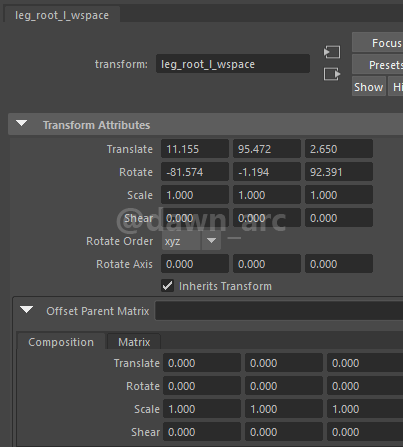 leg_root_l_wspace
transform: leg_root_l_wspace
Focus
Presets
Show Hi
Transform Attributes
Translate 11.155 95.472 2.650
Rotate -81.574 -1.194 92.391
Scale 1.000 1.000 1.000
Shear 0.000 0.000 0.000
@dawn_arc_
Rotate Order xyz
Rotate Axis 0.000 0.000 0.000
Inherits Transform
Offset Parent Matrix
Composition Matrix
Translate 0.000 0.000 0.000
Rotate 0.000 0.000 0.000
Scale 1.000 1.000 1.000
Shear 0.000 0.000 0.000